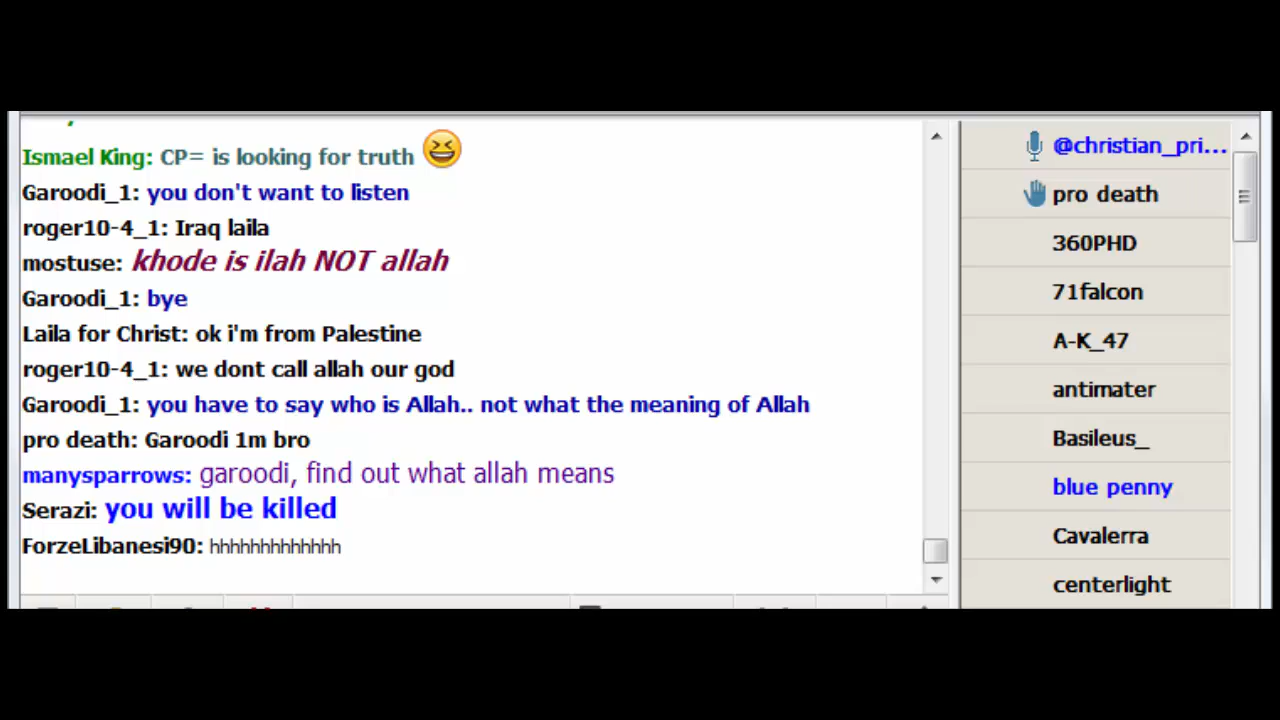 Ismael King: CP= is looking for truth
Garoodi_1: you don't want to listen
roger10-4_1: Iraq laila
mostuse: khode is ilah NOT allah
Garoodi_1: bye
Laila for Christ: ok i'm from Palestine
roger10-4_1: we dont call allah our god
Garoodi_1: you have to say who is Allah.. not what the meaning of Allah
pro death: Garoodi 1m bro
manysparrows: garoodi, find out what allah means
Serazi: you will be killed
ForzeLibanesi90: hhhhhhhhhhhhh
@christian_pri...
pro death
360PHD
71falcon
A-K_47
antimater
Basileus_
blue penny
Cavalerra
centerlight